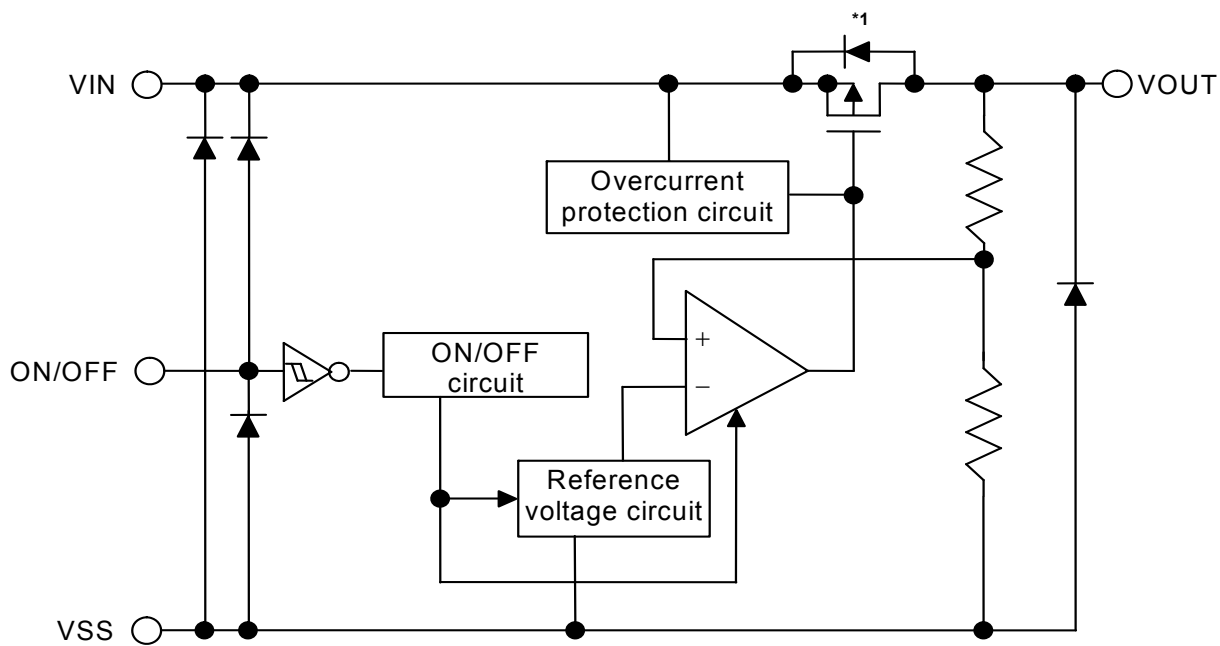 *1
VIN
VOUT
Overcurrent
protection circuit
+
−
ON/OFF
ON/OFF
circuit
Reference
voltage circuit
VSS